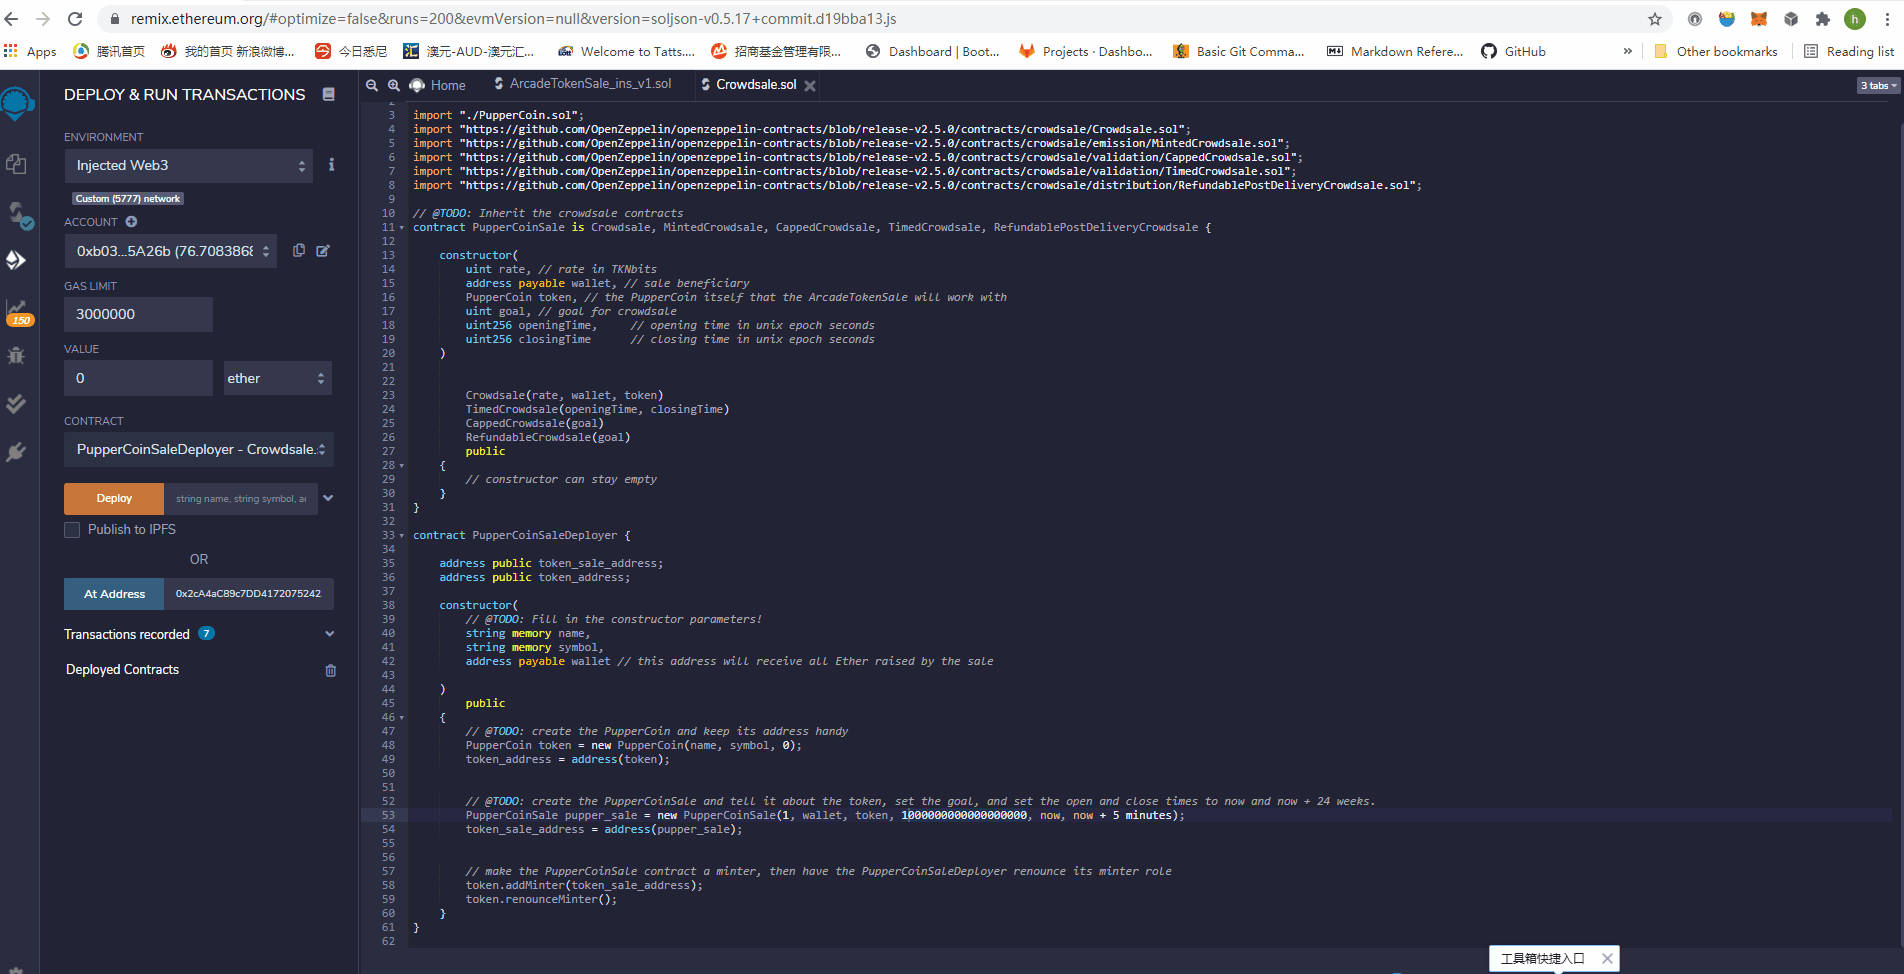 remix.ethereum.org/#optimize=false&runs=200&evmVersion=null&version=soljson-v0.5.17+commit.d19bba13.js
h
Apps 腾讯首页 我的首页 新浪微博... 今日悉尼 澳元-AUD-澳元汇... Welcome to Tatts.... 招商基金管理有限... Dashboard | Boot... Projects · Dashbo... Basic Git Comma... Markdown Refere... GitHub » Other bookmarks Reading list
DEPLOY & RUN TRANSACTIONS
ENVIRONMENT
Injected Web3
Custom (5777) network
ACCOUNT
0xb03...5A26b (76.7083868
GAS LIMIT
3000000
VALUE
0 ether
CONTRACT
PupperCoinSaleDeployer - Crowdsale.
Deploy string name, string symbol, a
Publish to IPFS
OR
At Address 0x2cA4aC89c7DD4172075242
Transactions recorded 7
Deployed Contracts
150
Home ArcadeTokenSale_ins_v1.sol Crowdsale.sol 3 tabs
2
3 import "./PupperCoin.sol";
4 import "https://github.com/OpenZeppelin/openzeppelin-contracts/blob/release-v2.5.0/contracts/crowdsale/Crowdsale.sol";
5 import "https://github.com/OpenZeppelin/openzeppelin-contracts/blob/release-v2.5.0/contracts/crowdsale/emission/MintedCrowdsale.sol";
6 import "https://github.com/OpenZeppelin/openzeppelin-contracts/blob/release-v2.5.0/contracts/crowdsale/validation/CappedCrowdsale.sol";
7 import "https://github.com/OpenZeppelin/openzeppelin-contracts/blob/release-v2.5.0/contracts/crowdsale/validation/TimedCrowdsale.sol";
8 import "https://github.com/OpenZeppelin/openzeppelin-contracts/blob/release-v2.5.0/contracts/crowdsale/distribution/RefundablePostDeliveryCrowdsale.sol";
9
10 // @TODO: Inherit the crowdsale contracts
11 contract PupperCoinSale is Crowdsale, MintedCrowdsale, CappedCrowdsale, TimedCrowdsale, RefundablePostDeliveryCrowdsale {
12
13 constructor(
14 uint rate, // rate in TKNbits
15 address payable wallet, // sale beneficiary
16 PupperCoin token, // the PupperCoin itself that the ArcadeTokenSale will work with
17 uint goal, // goal for crowdsale
18 uint256 openingTime, // opening time in unix epoch seconds
19 uint256 closingTime // closing time in unix epoch seconds
20 )
21
22
23 Crowdsale(rate, wallet, token)
24 TimedCrowdsale(openingTime, closingTime)
25 CappedCrowdsale(goal)
26 RefundableCrowdsale(goal)
27 public
28 {
29 // constructor can stay empty
30 }
31 }
32
33 contract PupperCoinSaleDeployer {
34
35 address public token_sale_address;
36 address public token_address;
37
38 constructor(
39 // @TODO: Fill in the constructor parameters!
40 string memory name,
41 string memory symbol,
42 address payable wallet // this address will receive all Ether raised by the sale
43
44 )
45 public
46 {
47 // @TODO: create the PupperCoin and keep its address handy
48 PupperCoin token = new PupperCoin(name, symbol, 0);
49 token_address = address(token);
50
51
52 // @TODO: create the PupperCoinSale and tell it about the token, set the goal, and set the open and close times to now and now + 24 weeks.
53 PupperCoinSale pupper_sale = new PupperCoinSale(1, wallet, token, 1000000000000000000, now, now + 5 minutes);
54 token_sale_address = address(pupper_sale);
55
56
57 // make the PupperCoinSale contract a minter, then have the PupperCoinSaleDeployer renounce its minter role
58 token.addMinter(token_sale_address);
59 token.renounceMinter();
60 }
61 }
62
工具箱快捷入口